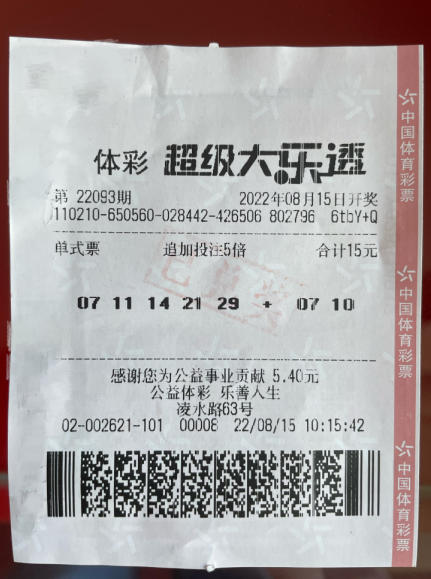 体彩 超级大乐透
第 22093期 2022年08月15日开奖
110210-650560-028442-426506 802796 6tbY+Q
单式票 追加投注5倍 合计15元
已兑奖
07 11 14 21 29 + 07 10
感谢您为公益事业贡献 5.40元
公益体彩 乐善人生
凌水路63号
02-002621-101 00008 22/08/15 10:15:42
中国体育彩票
中国体育彩票
中国体育彩票